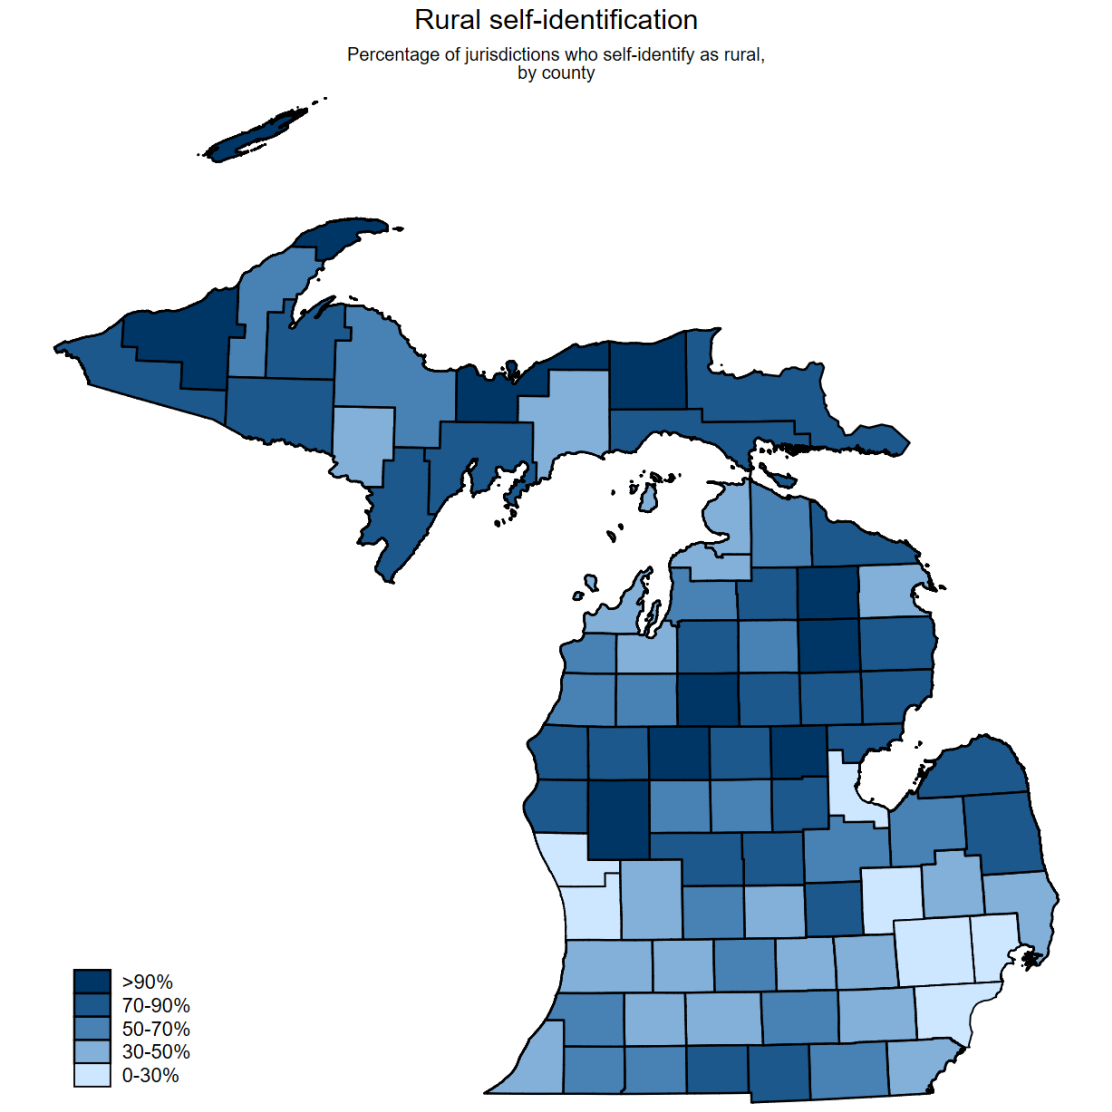 Rural self-identification
Percentage of jurisdictions who self-identify as rural,
by county
>90%
70-90%
50-70%
30-50%
0-30%